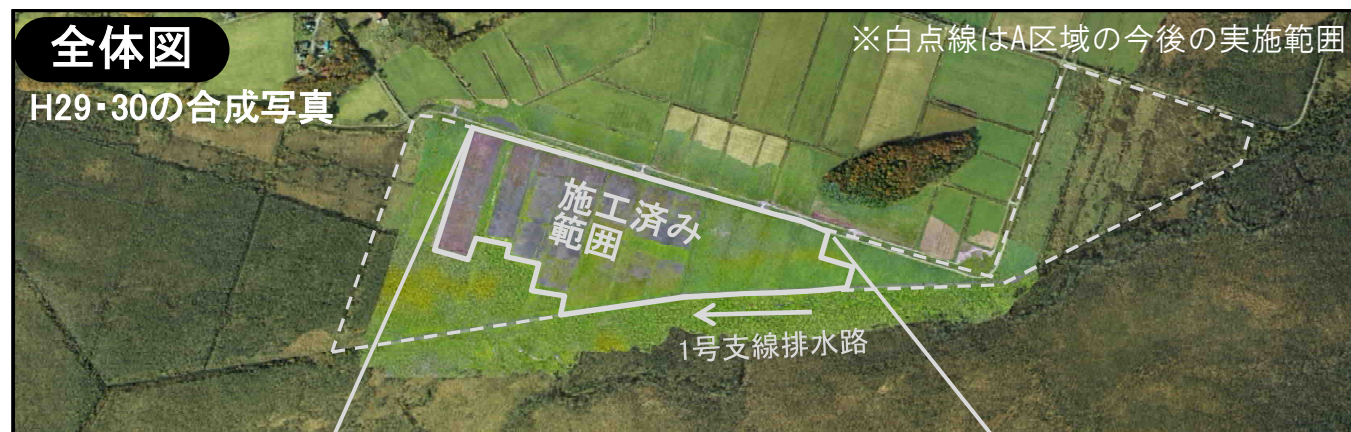 全体図
※白点線はA区域の今後の実施範囲
H29・30の合成写真
施工済み
範囲
1号支線排水路